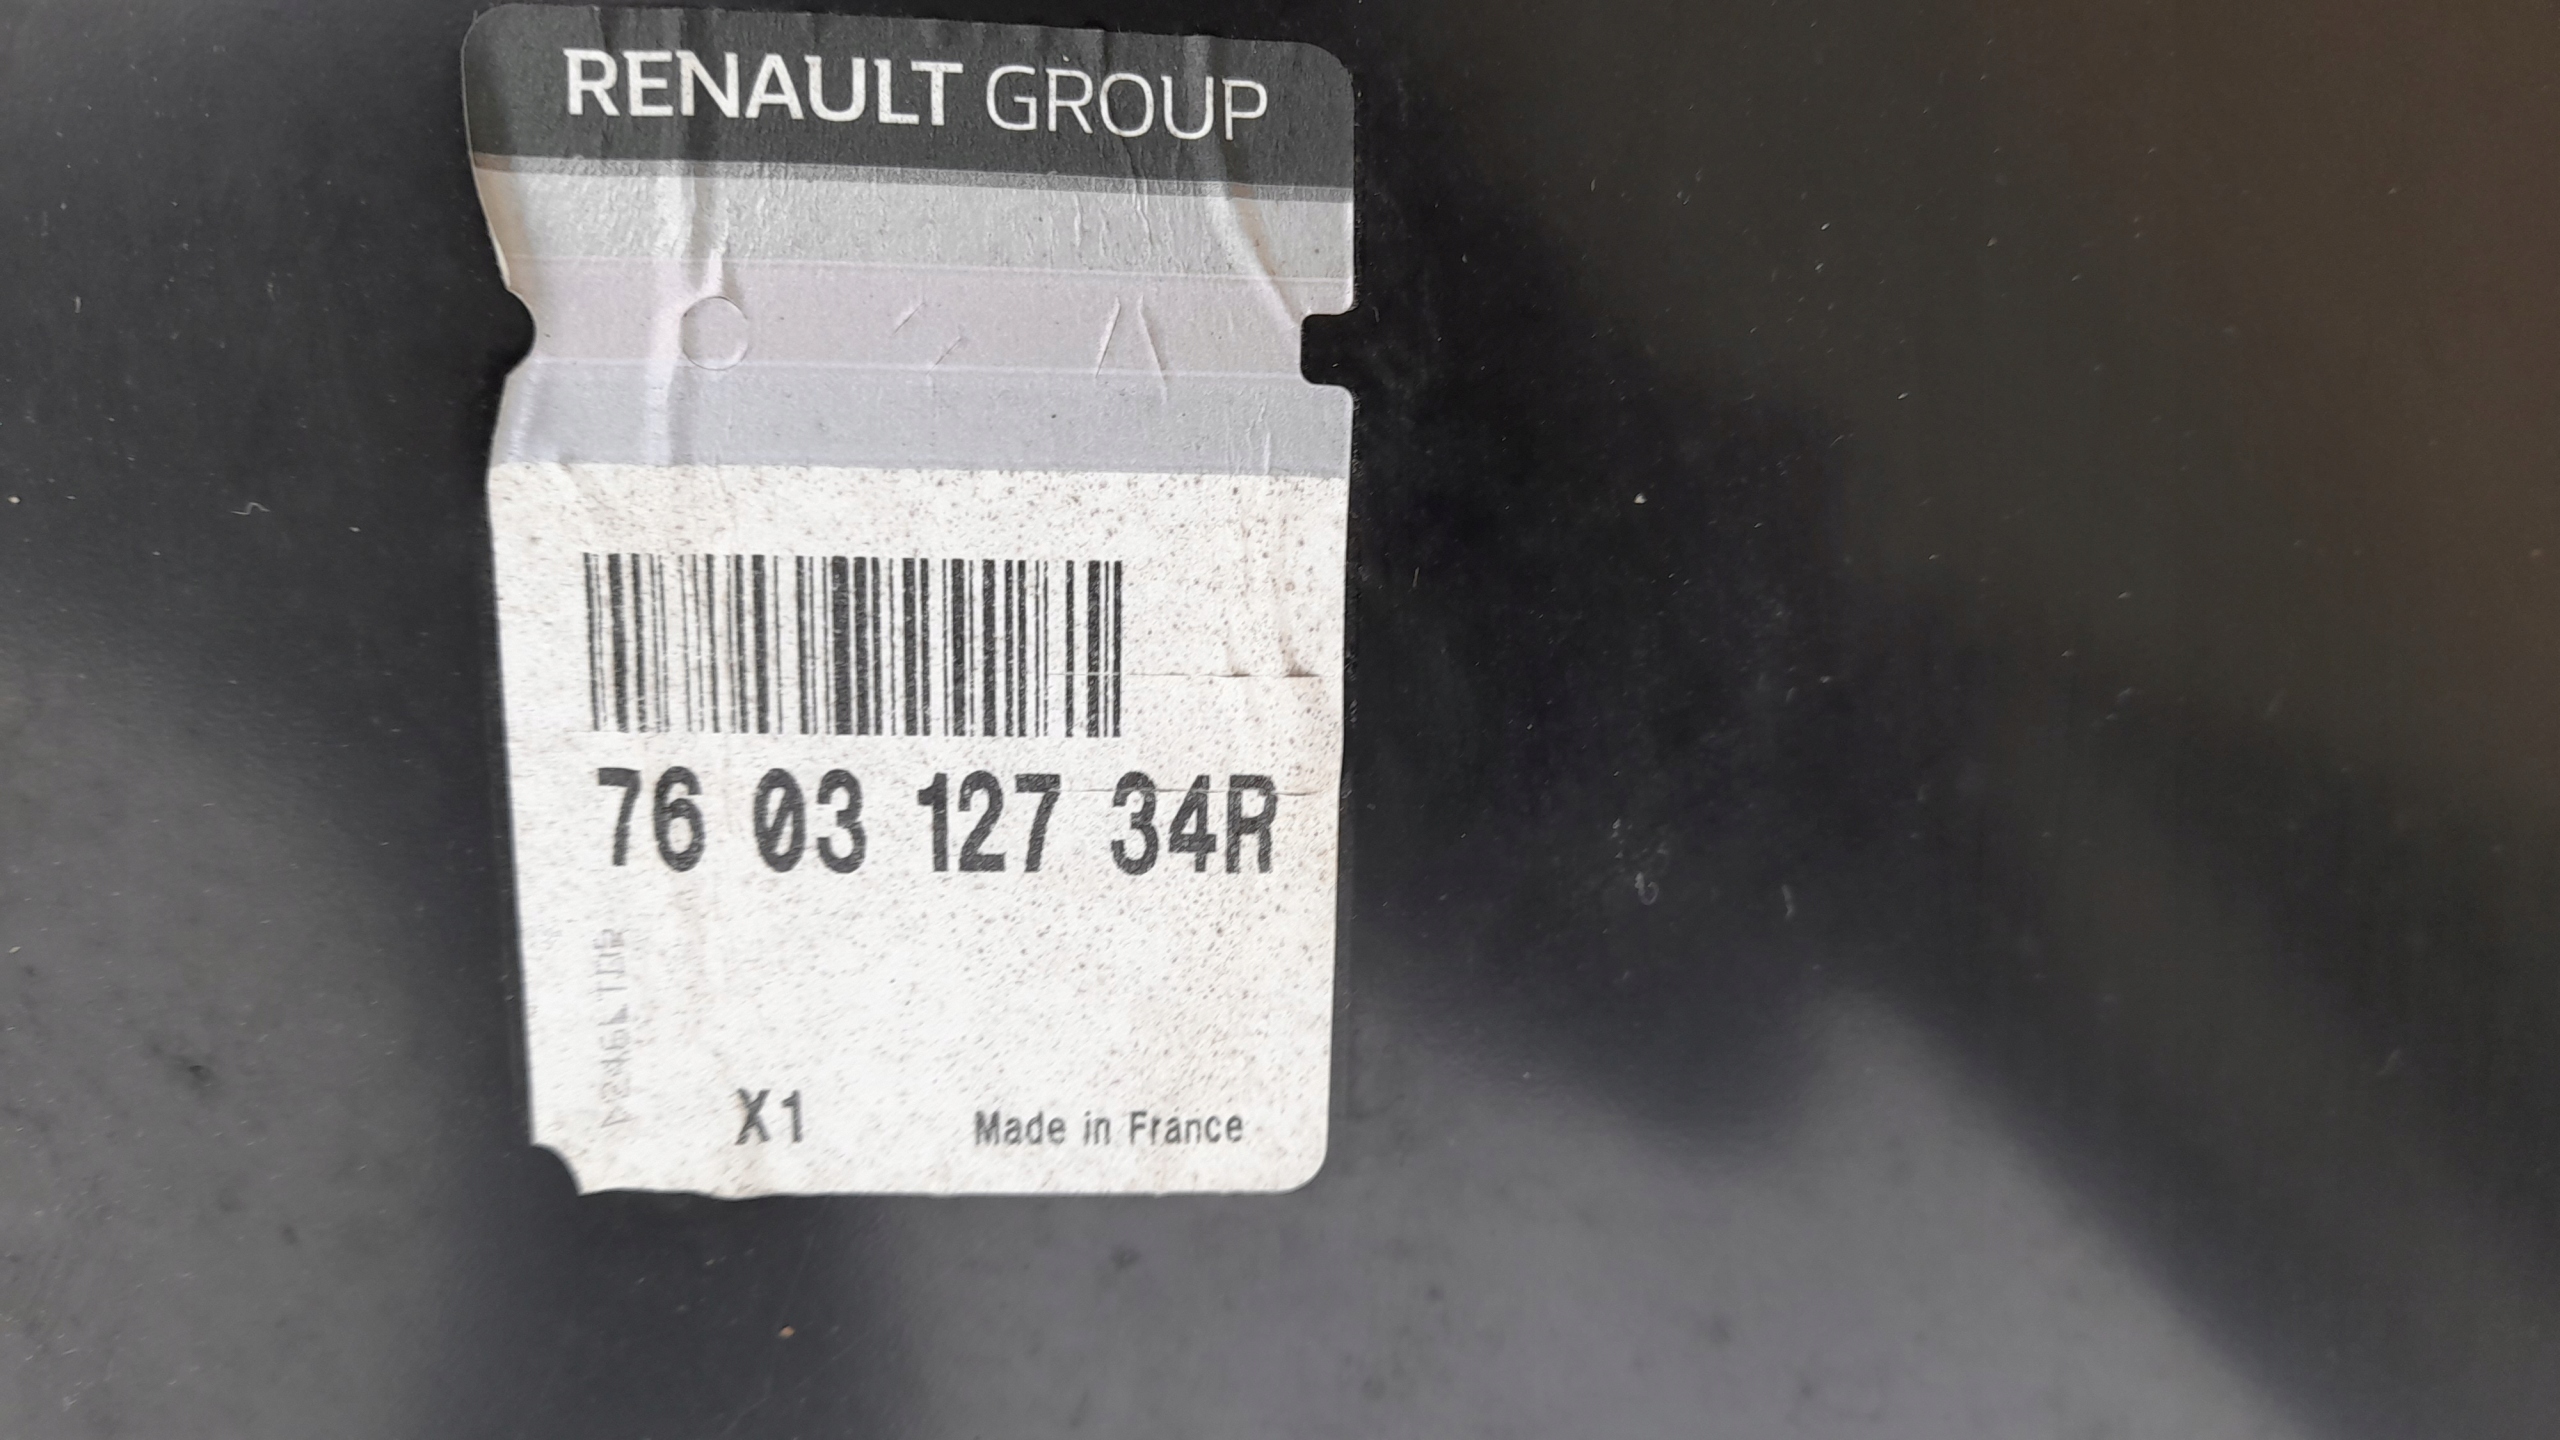 RENAULT GROUP
76 03 127 34R
X1
Made in France